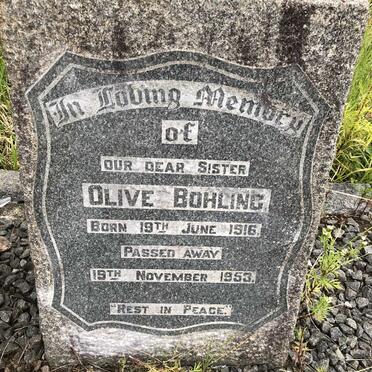 In Loving Memory
of
OUR DEAR SISTER
OLIVE BOHLING
BORN 19TH JUNE 1916.
PASSED AWAY
19TH NOVEMBER 1953.
"REST IN PEACE."